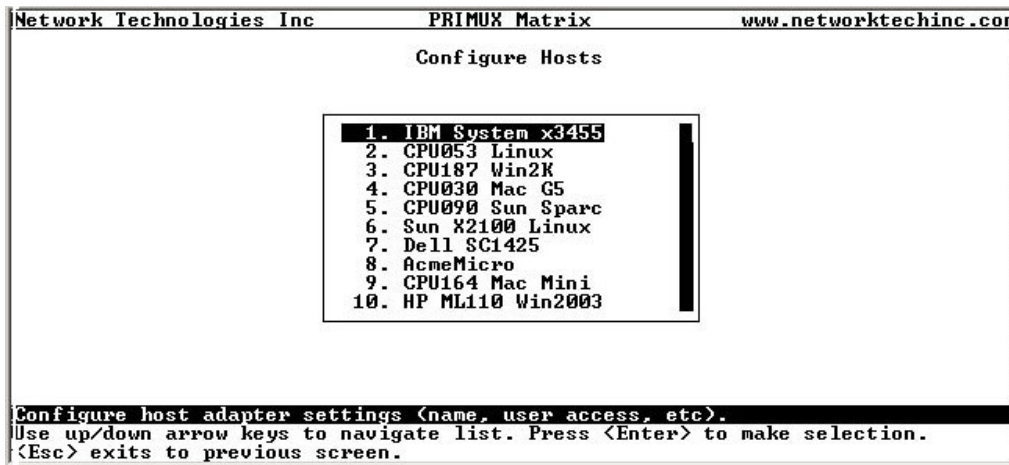 Network Technologies Inc PRIMUX Matrix www.networktechinc.com
Configure Hosts
1. IBM System x3455
2. CPU053 Linux
3. CPU187 Win2K
4. CPU030 Mac G5
5. CPU090 Sun Sparc
6. Sun X2100 Linux
7. Dell SC1425
8. AcmeMicro
9. CPU164 Mac Mini
10. HP ML110 Win2003
Configure host adapter settings (name, user access, etc).
Use up/down arrow keys to navigate list. Press <Enter> to make selection.
<Esc> exits to previous screen.